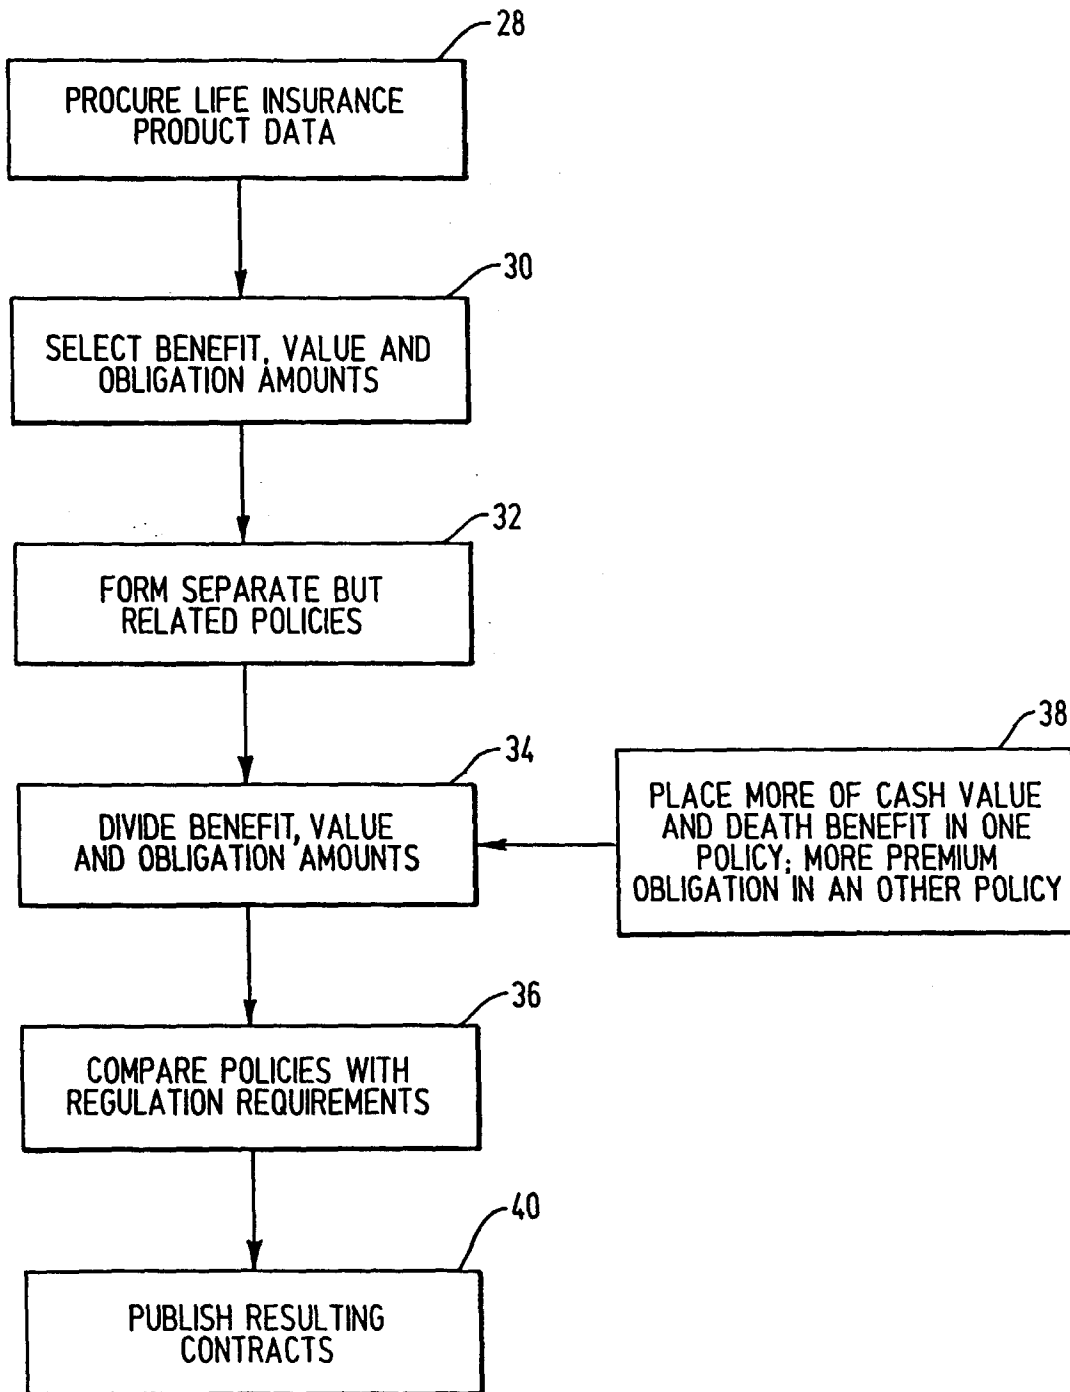 28
PROCURE LIFE INSURANCE
PRODUCT DATA
30
SELECT BENEFIT, VALUE AND
OBLIGATION AMOUNTS
32
FORM SEPARATE BUT
RELATED POLICIES
34
DIVIDE BENEFIT, VALUE
AND OBLIGATION AMOUNTS
38
PLACE MORE OF CASH VALUE
AND DEATH BENEFIT IN ONE
POLICY; MORE PREMIUM
OBLIGATION IN AN OTHER POLICY
36
COMPARE POLICIES WITH
REGULATION REQUIREMENTS
40
PUBLISH RESULTING
CONTRACTS